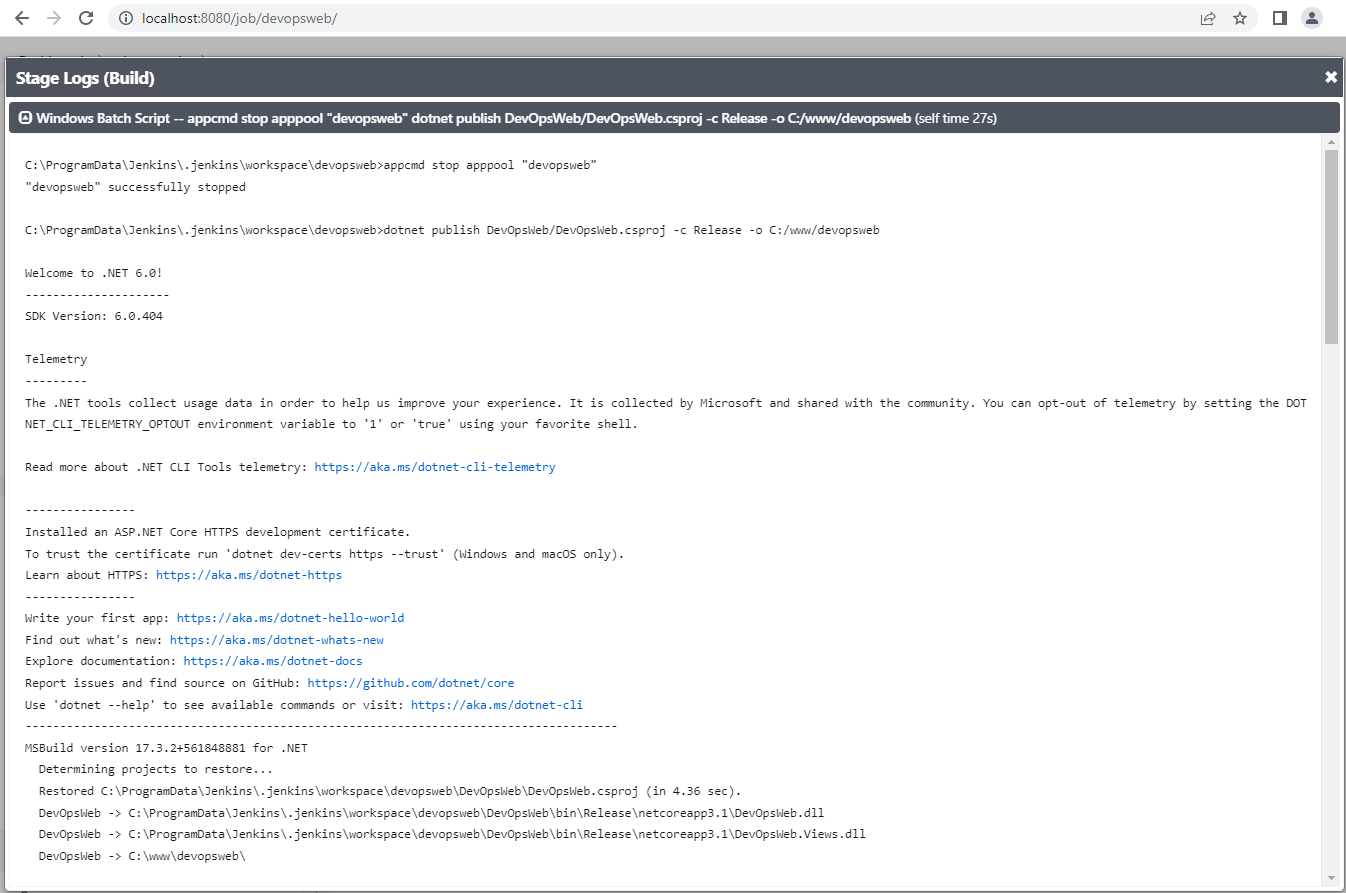 localhost:8080/job/devopsweb/
Stage Logs (Build)
Windows Batch Script -- appcmd stop apppool "devopsweb" dotnet publish DevOpsWeb/DevOpsWeb.csproj -c Release -o C:/www/devopsweb (self time 27s)
C:\ProgramData\Jenkins\.jenkins\workspace\devopsweb>appcmd stop apppool "devopsweb"
"devopsweb" successfully stopped
C:\ProgramData\Jenkins\.jenkins\workspace\devopsweb>dotnet publish DevOpsWeb/DevOpsWeb.csproj -c Release -o C:/www/devopsweb
Welcome to .NET 6.0!
---------------------
SDK Version: 6.0.404
Telemetry
---------
The .NET tools collect usage data in order to help us improve your experience. It is collected by Microsoft and shared with the community. You can opt-out of telemetry by setting the DOT
NET_CLI_TELEMETRY_OPTOUT environment variable to '1' or 'true' using your favorite shell.
Read more about .NET CLI Tools telemetry: https://aka.ms/dotnet-cli-telemetry
----------------
Installed an ASP.NET Core HTTPS development certificate.
To trust the certificate run 'dotnet dev-certs https --trust' (Windows and macOS only).
Learn about HTTPS: https://aka.ms/dotnet-https
----------------
Write your first app: https://aka.ms/dotnet-hello-world
Find out what's new: https://aka.ms/dotnet-whats-new
Explore documentation: https://aka.ms/dotnet-docs
Report issues and find source on GitHub: https://github.com/dotnet/core
Use 'dotnet --help' to see available commands or visit: https://aka.ms/dotnet-cli
--------------------------------------------------------------------------------------
MSBuild version 17.3.2+561848881 for .NET
Determining projects to restore...
Restored C:\ProgramData\Jenkins\.jenkins\workspace\devopsweb\DevOpsWeb\DevOpsWeb.csproj (in 4.36 sec).
DevOpsWeb -> C:\ProgramData\Jenkins\.jenkins\workspace\devopsweb\DevOpsWeb\bin\Release\netcoreapp3.1\DevOpsWeb.dll
DevOpsWeb -> C:\ProgramData\Jenkins\.jenkins\workspace\devopsweb\DevOpsWeb\bin\Release\netcoreapp3.1\DevOpsWeb.Views.dll
DevOpsWeb -> C:\www\devopsweb\